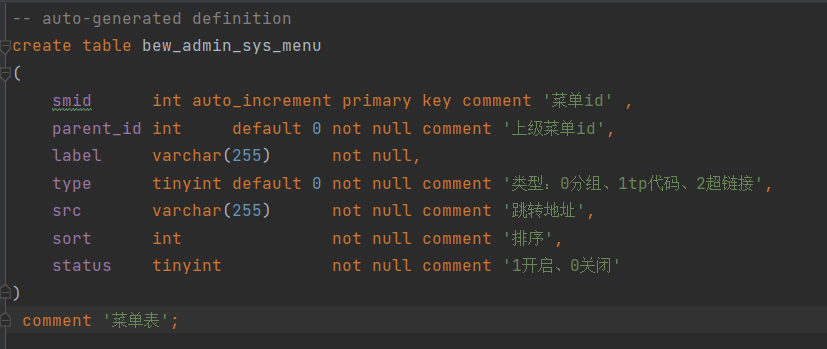 -- auto-generated definition
create table bew_admin_sys_menu
(
    smid      int auto_increment primary key comment '菜单id' ,
    parent_id int     default 0 not null comment '上级菜单id',
    label     varchar(255)      not null,
    type      tinyint default 0 not null comment '类型：0分组、1tp代码、2超链接',
    src       varchar(255)      not null comment '跳转地址',
    sort      int               not null comment '排序',
    status    tinyint           not null comment '1开启、0关闭'
)
 comment '菜单表';